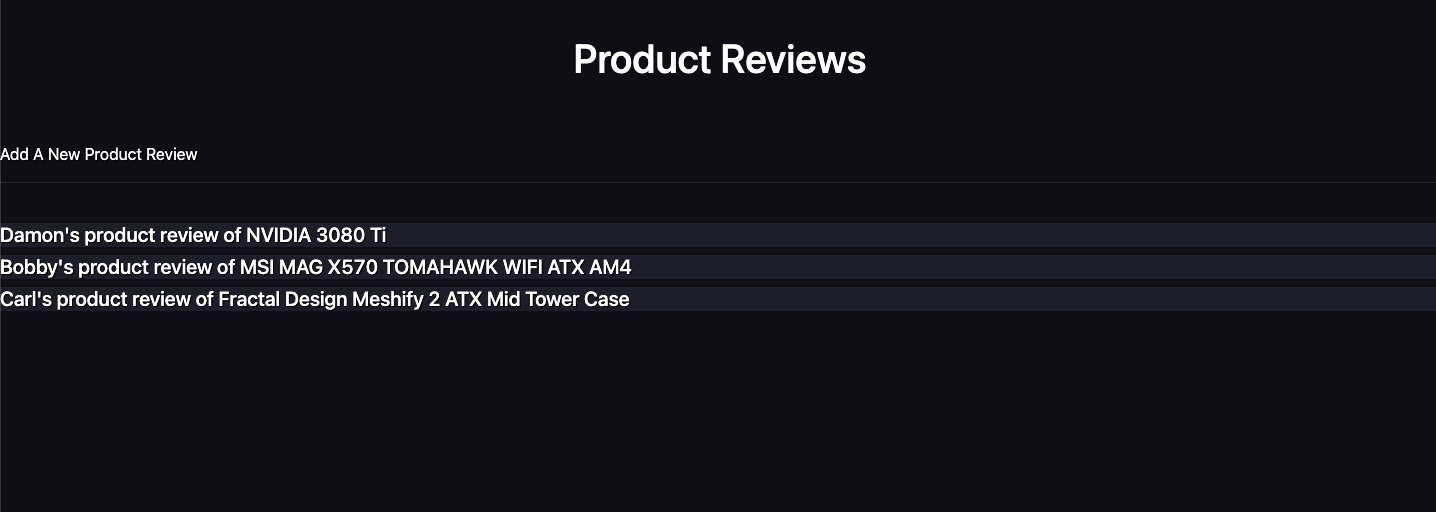 Product Reviews
Add A New Product Review
Damon's product review of NVIDIA 3080 Ti
Bobby's product review of MSI MAG X570 TOMAHAWK WIFI ATX AM4
Carl's product review of Fractal Design Meshify 2 ATX Mid Tower Case